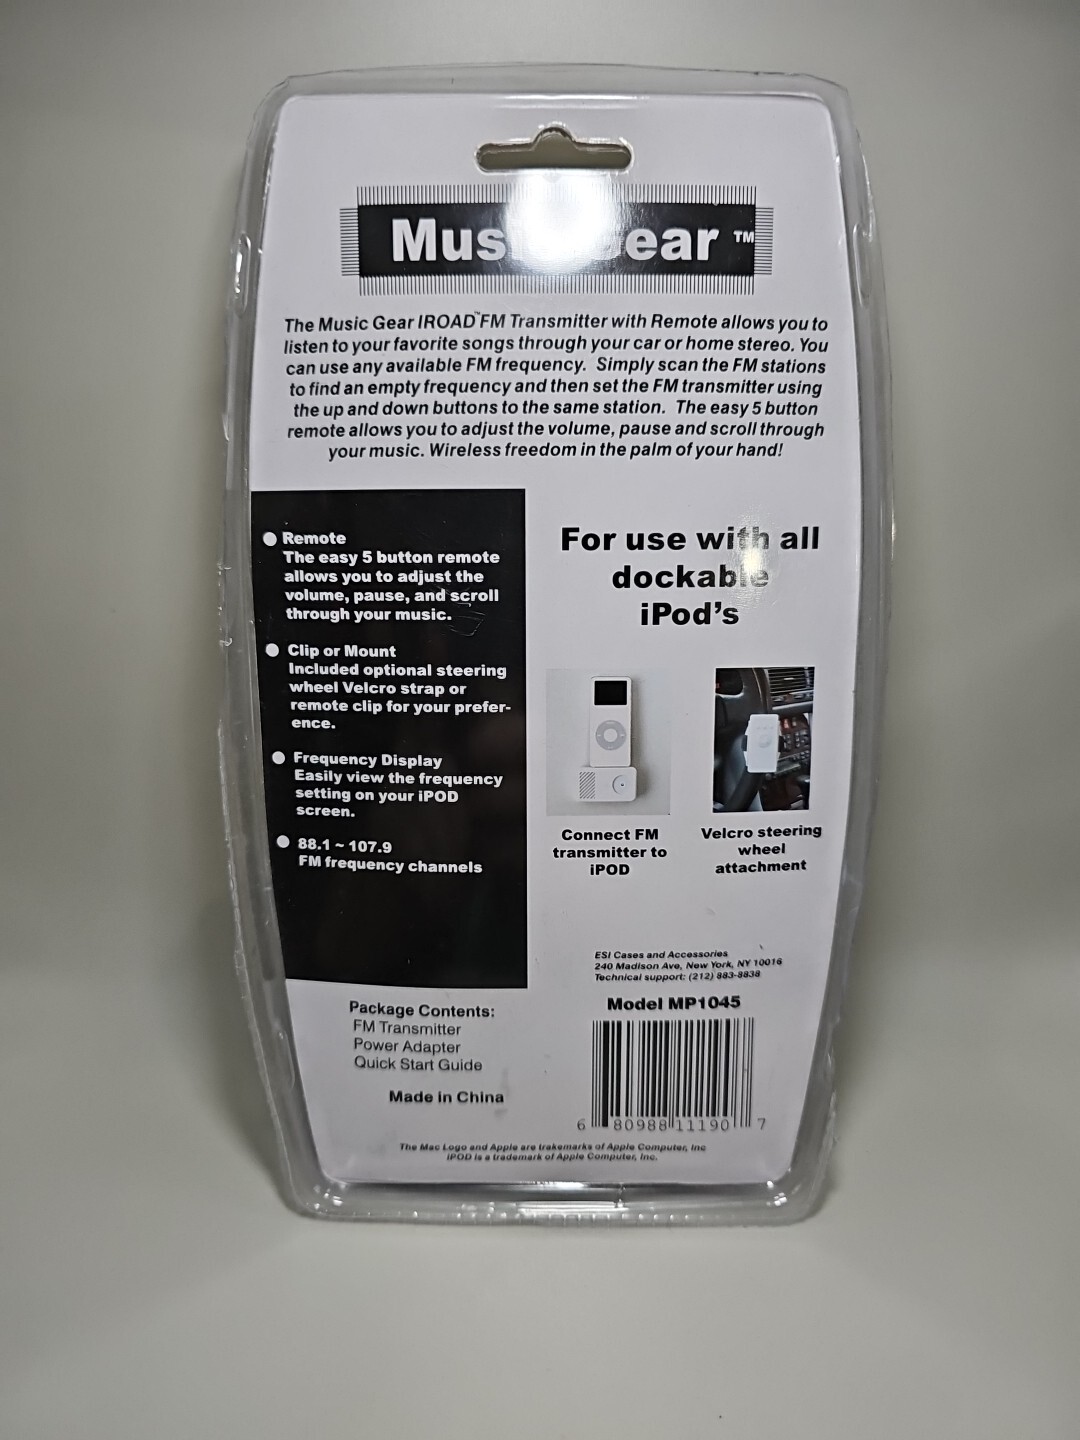 Music Gear ™
The Music Gear IROAD™FM Transmitter with Remote allows you to
listen to your favorite songs through your car or home stereo. You
can use any available FM frequency. Simply scan the FM stations
to find an empty frequency and then set the FM transmitter using
the up and down buttons to the same station. The easy 5 button
remote allows you to adjust the volume, pause and scroll through
your music. Wireless freedom in the palm of your hand!
● Remote
The easy 5 button remote
allows you to adjust the
volume, pause, and scroll
through your music.
● Clip or Mount
Included optional steering
wheel Velcro strap or
remote clip for your prefer-
ence.
● Frequency Display
Easily view the frequency
setting on your iPOD
screen.
● 88.1 ~ 107.9
FM frequency channels
For use with all
dockable
iPod's
Connect FM
transmitter to
iPOD
Velcro steering
wheel
attachment
ESI Cases and Accessories
240 Madison Ave, New York, NY 10016
Technical support: (212) 883-8838
Model MP1045
6 80988 11190 7
Package Contents:
FM Transmitter
Power Adapter
Quick Start Guide
Made in China
The Mac Logo and Apple are trakemarks of Apple Computer, Inc
iPOD is a trademark of Apple Computer, Inc.